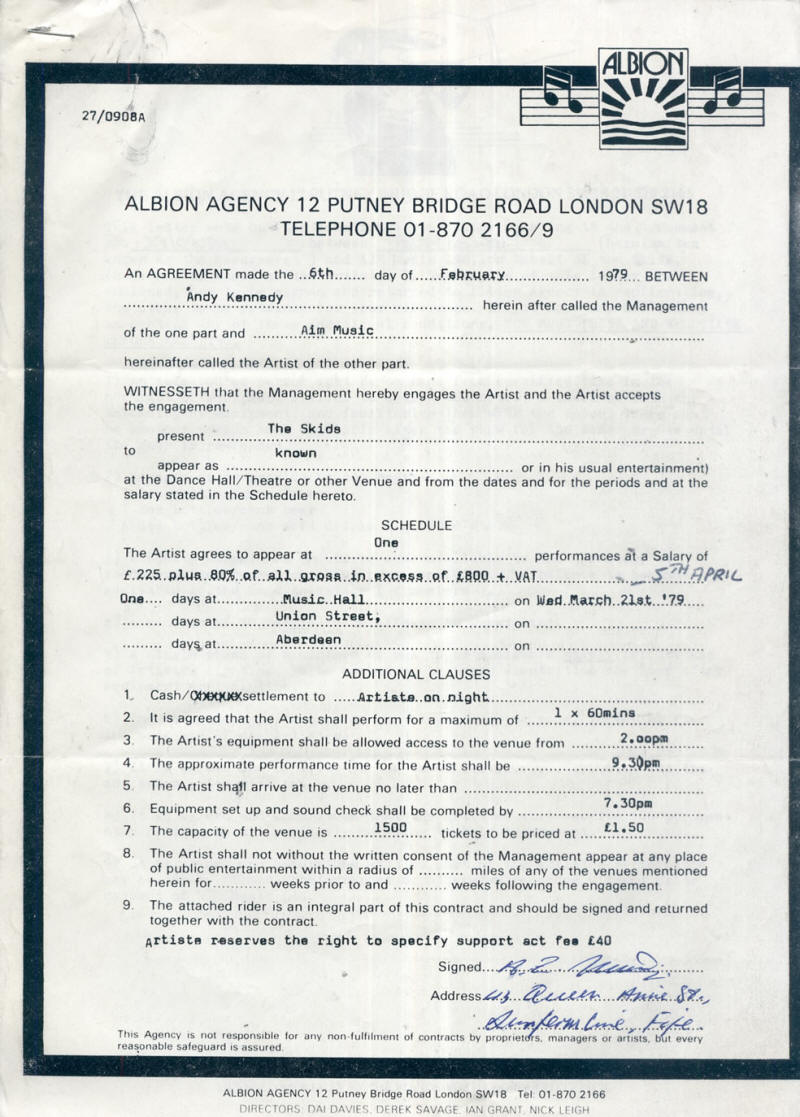 ALBION
27/0908A
ALBION AGENCY 12 PUTNEY BRIDGE ROAD LONDON SW18
TELEPHONE 01-870 2166/9
An AGREEMENT made the ...6th....... day of ....February..................... 1979... BETWEEN
Andy Kennedy ................ herein after called the Management
of the one part and ............Aim Music..................
hereinafter called the Artist of the other part.
WITNESSETH that the Management hereby engages the Artist and the Artist accepts
the engagement.
present ............The Skids..................
to known
appear as .................. or in his usual entertainment)
at the Dance Hall/Theatre or other Venue and from the dates and for the periods and at the
salary stated in the Schedule hereto.
SCHEDULE
The Artist agrees to appear at ............One............ performances at a Salary of
£.225 plus 80% of all gross in excess of £800 + VAT.......... 5TH APRIL
One.... days at............Music Hall............ on Wed March 21st '79
.......... days at............Union Street,............ on ..................
.......... days at............Aberdeen............ on ..................
ADDITIONAL CLAUSES
1. Cash/CXXXXXX settlement to .....Artists on night..................
2. It is agreed that the Artist shall perform for a maximum of ......1 x 60mins......
3. The Artist's equipment shall be allowed access to the venue from ......2.oopm......
4. The approximate performance time for the Artist shall be ......9.30pm......
5. The Artist shall arrive at the venue no later than ..................
6. Equipment set up and sound check shall be completed by ......7.30pm......
7. The capacity of the venue is ......1500...... tickets to be priced at ......£1.50......
8. The Artist shall not without the written consent of the Management appear at any place
of public entertainment within a radius of .......... miles of any of the venues mentioned
herein for............ weeks prior to and ............ weeks following the engagement.
9. The attached rider is an integral part of this contract and should be signed and returned
together with the contract.
Artists reserves the right to specify support act fee £40
Signed....
Address Queen Anne St.,
Dunfermline, Fife
This Agency is not responsible for any non-fulfilment of contracts by proprietors, managers or artists, but every
reasonable safeguard is assured.
ALBION AGENCY 12 Putney Bridge Road London SW18 Tel: 01-870 2166
DIRECTORS: DAI DAVIES, DEREK SAVAGE, IAN GRANT, NICK LEIGH